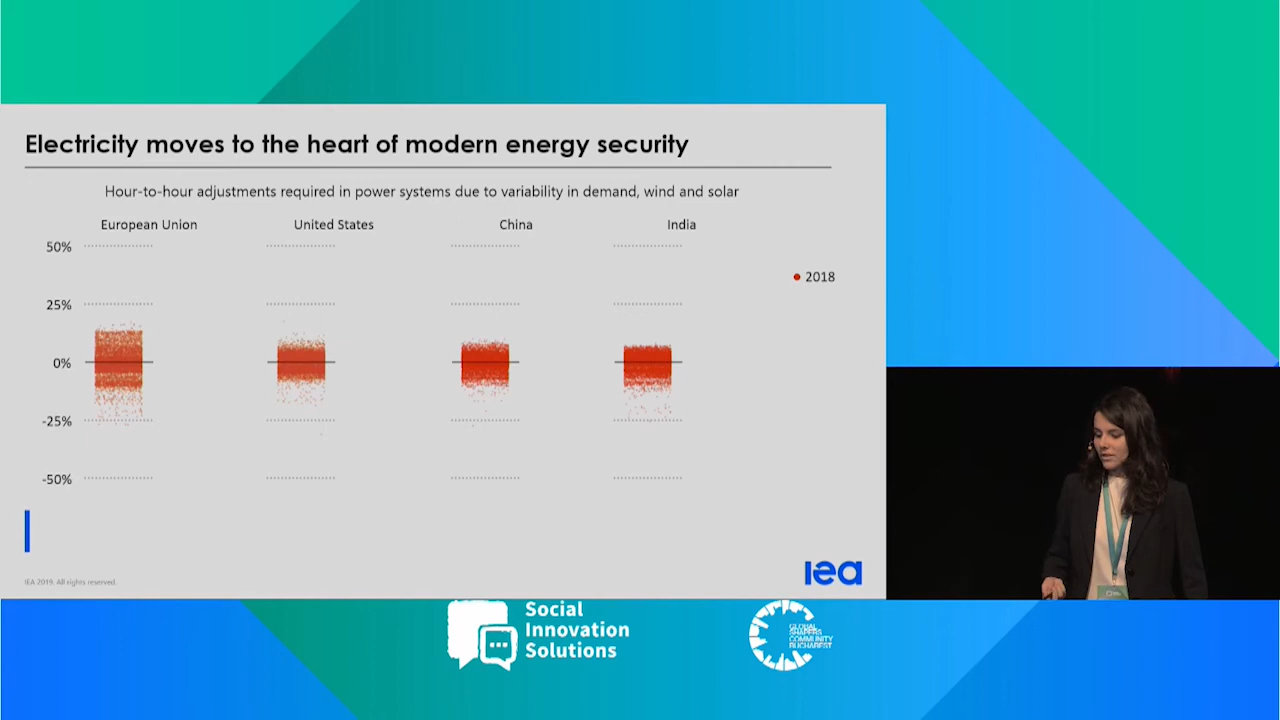 Electricity moves to the heart of modern energy security
Hour-to-hour adjustments required in power systems due to variability in demand, wind and solar
European Union
United States
China
India
50%
25%
0%
-25%
-50%
2018
IEA 2019. All rights reserved.
iea
Social
Innovation
Solutions
GLOBAL
SHAPERS
COMMUNITY
BUCHAREST